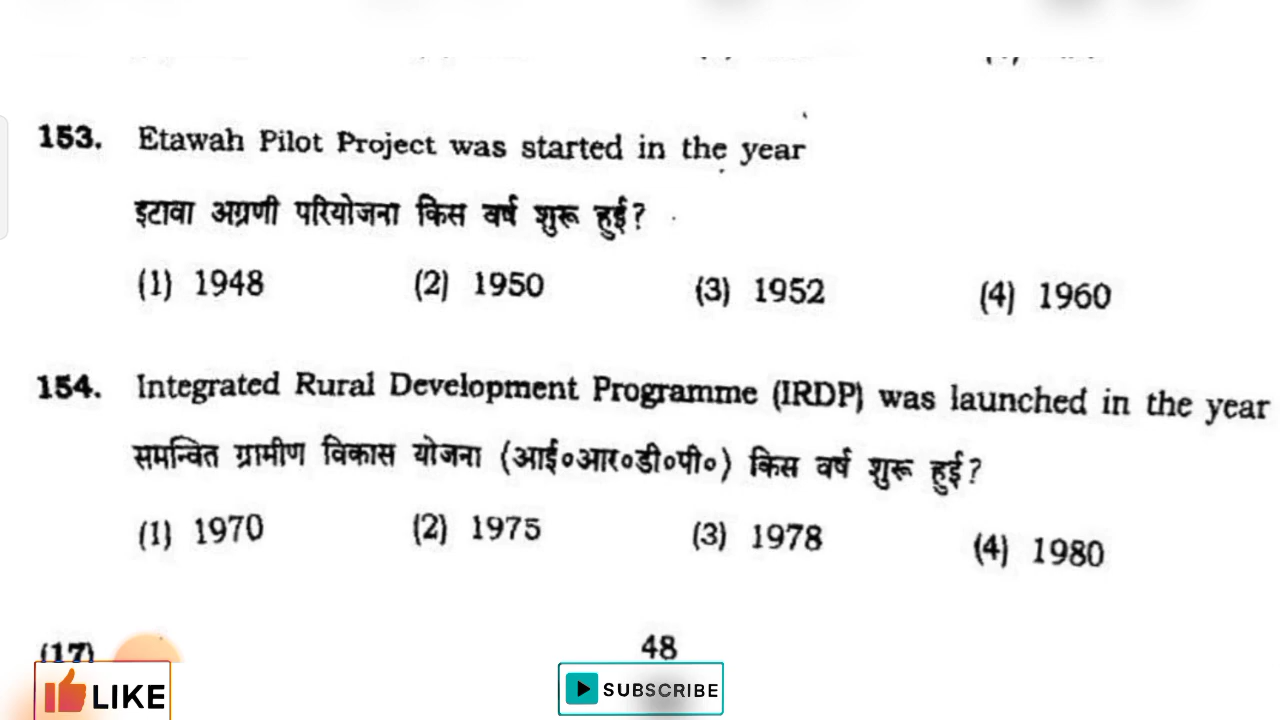 153. Etawah Pilot Project was started in the year
इटावा अग्रणी परियोजना किस वर्ष शुरू हुई?
(1) 1948 (2) 1950 (3) 1952 (4) 1960
154. Integrated Rural Development Programme (IRDP) was launched in the year
समन्वित ग्रामीण विकास योजना (आई०आर०डी०पी०) किस वर्ष शुरू हुई?
(1) 1970 (2) 1975 (3) 1978 (4) 1980
(17) 48
LIKE SUBSCRIBE